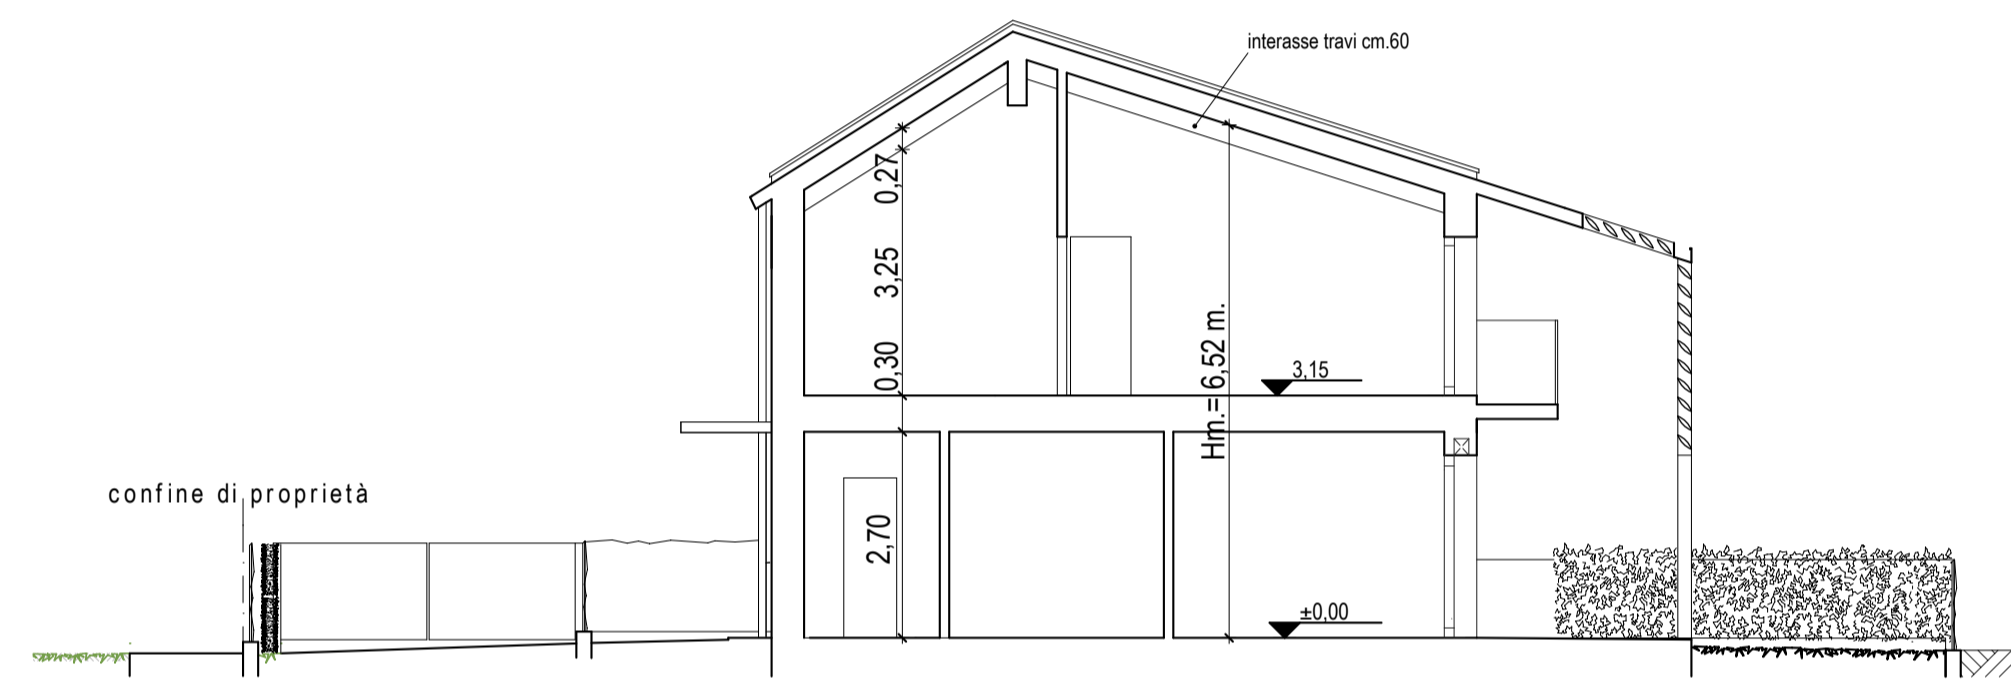 interasse travi cm.60
0,27
3,25
0,30
Hm.= 6,52 m.
3,15
confine di proprietà
2,70
±0,00